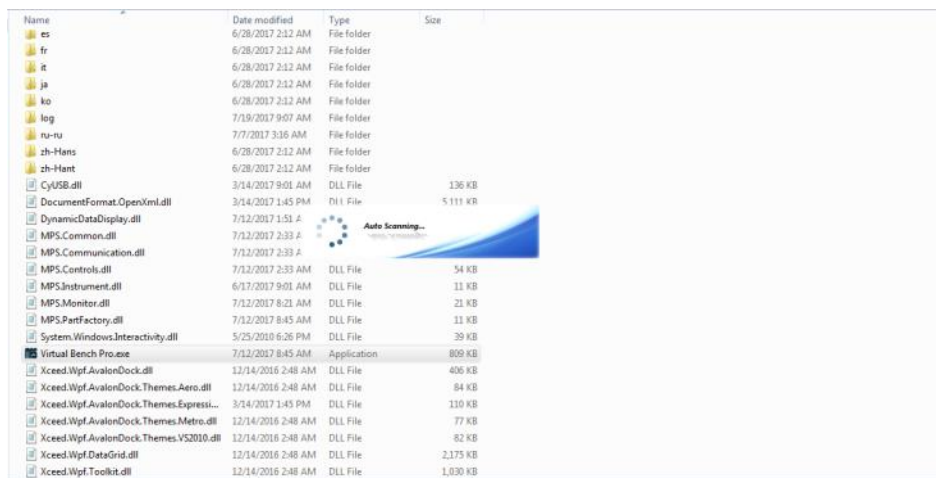 Name Date modified Type Size
es 6/28/2017 2:12 AM File folder
fr 6/28/2017 2:12 AM File folder
it 6/28/2017 2:12 AM File folder
ja 6/28/2017 2:12 AM File folder
ko 6/28/2017 2:12 AM File folder
log 7/19/2017 9:07 AM File folder
ru-ru 7/7/2017 3:16 AM File folder
zh-Hans 6/28/2017 2:12 AM File folder
zh-Hant 6/28/2017 2:12 AM File folder
CyUSB.dll 3/14/2017 9:01 AM DLL File 136 KB
DocumentFormat.OpenXml.dll 3/14/2017 1:45 PM DLL File 5,111 KB
DynamicDataDisplay.dll 7/12/2017 1:51 A
Auto Scanning...
MPS.Common.dll 7/12/2017 2:33 A
MPS.Communication.dll 7/12/2017 2:33 A
MPS.Controls.dll 7/12/2017 2:33 AM DLL File 54 KB
MPS.Instrument.dll 6/17/2017 9:01 AM DLL File 11 KB
MPS.Monitor.dll 7/12/2017 8:21 AM DLL File 21 KB
MPS.PartFactory.dll 7/12/2017 8:45 AM DLL File 11 KB
System.Windows.Interactivity.dll 5/25/2010 6:26 PM DLL File 39 KB
Virtual Bench Pro.exe 7/12/2017 8:45 AM Application 809 KB
Xceed.Wpf.AvalonDock.dll 12/14/2016 2:48 AM DLL File 406 KB
Xceed.Wpf.AvalonDock.Themes.Aero.dll 12/14/2016 2:48 AM DLL File 84 KB
Xceed.Wpf.AvalonDock.Themes.Expressi... 3/14/2017 1:45 PM DLL File 110 KB
Xceed.Wpf.AvalonDock.Themes.Metro.dll 12/14/2016 2:48 AM DLL File 77 KB
Xceed.Wpf.AvalonDock.Themes.VS2010.dll 12/14/2016 2:48 AM DLL File 82 KB
Xceed.Wpf.DataGrid.dll 12/14/2016 2:48 AM DLL File 2,175 KB
Xceed.Wpf.Toolkit.dll 12/14/2016 2:48 AM DLL File 1,030 KB